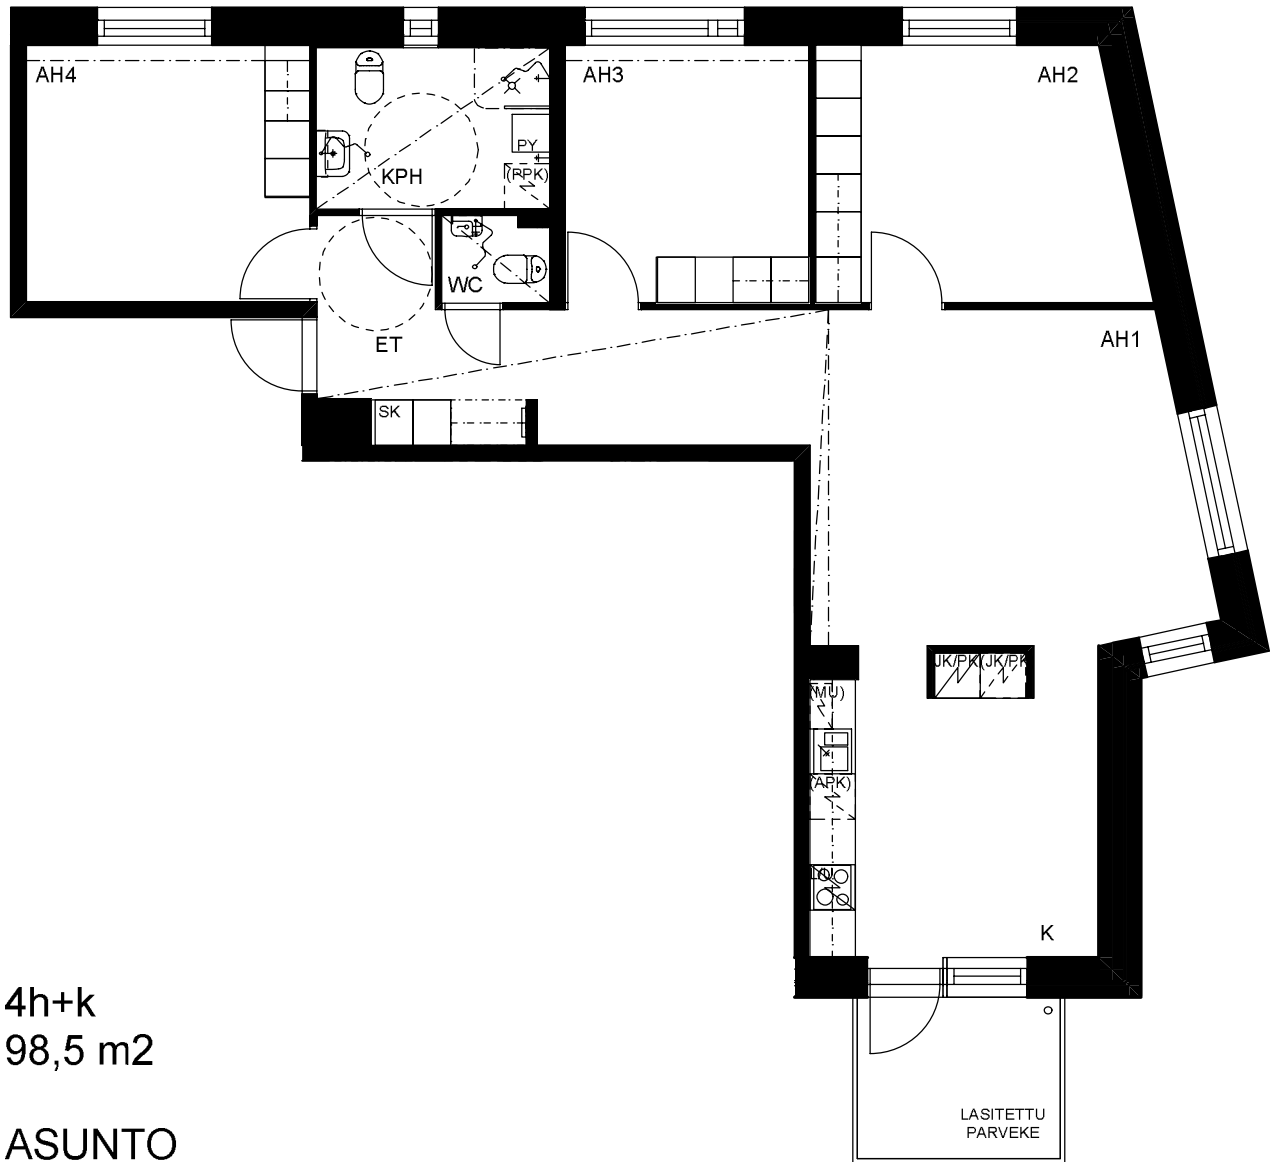 AH4
AH3
AH2
PY
KPH
(PPK)
WC
ET
AH1
SK
JK/PK
(JK/PK
(MU)
(APK)
K
4h+k
98,5 m2
LASITETTU
PARVEKE
ASUNTO